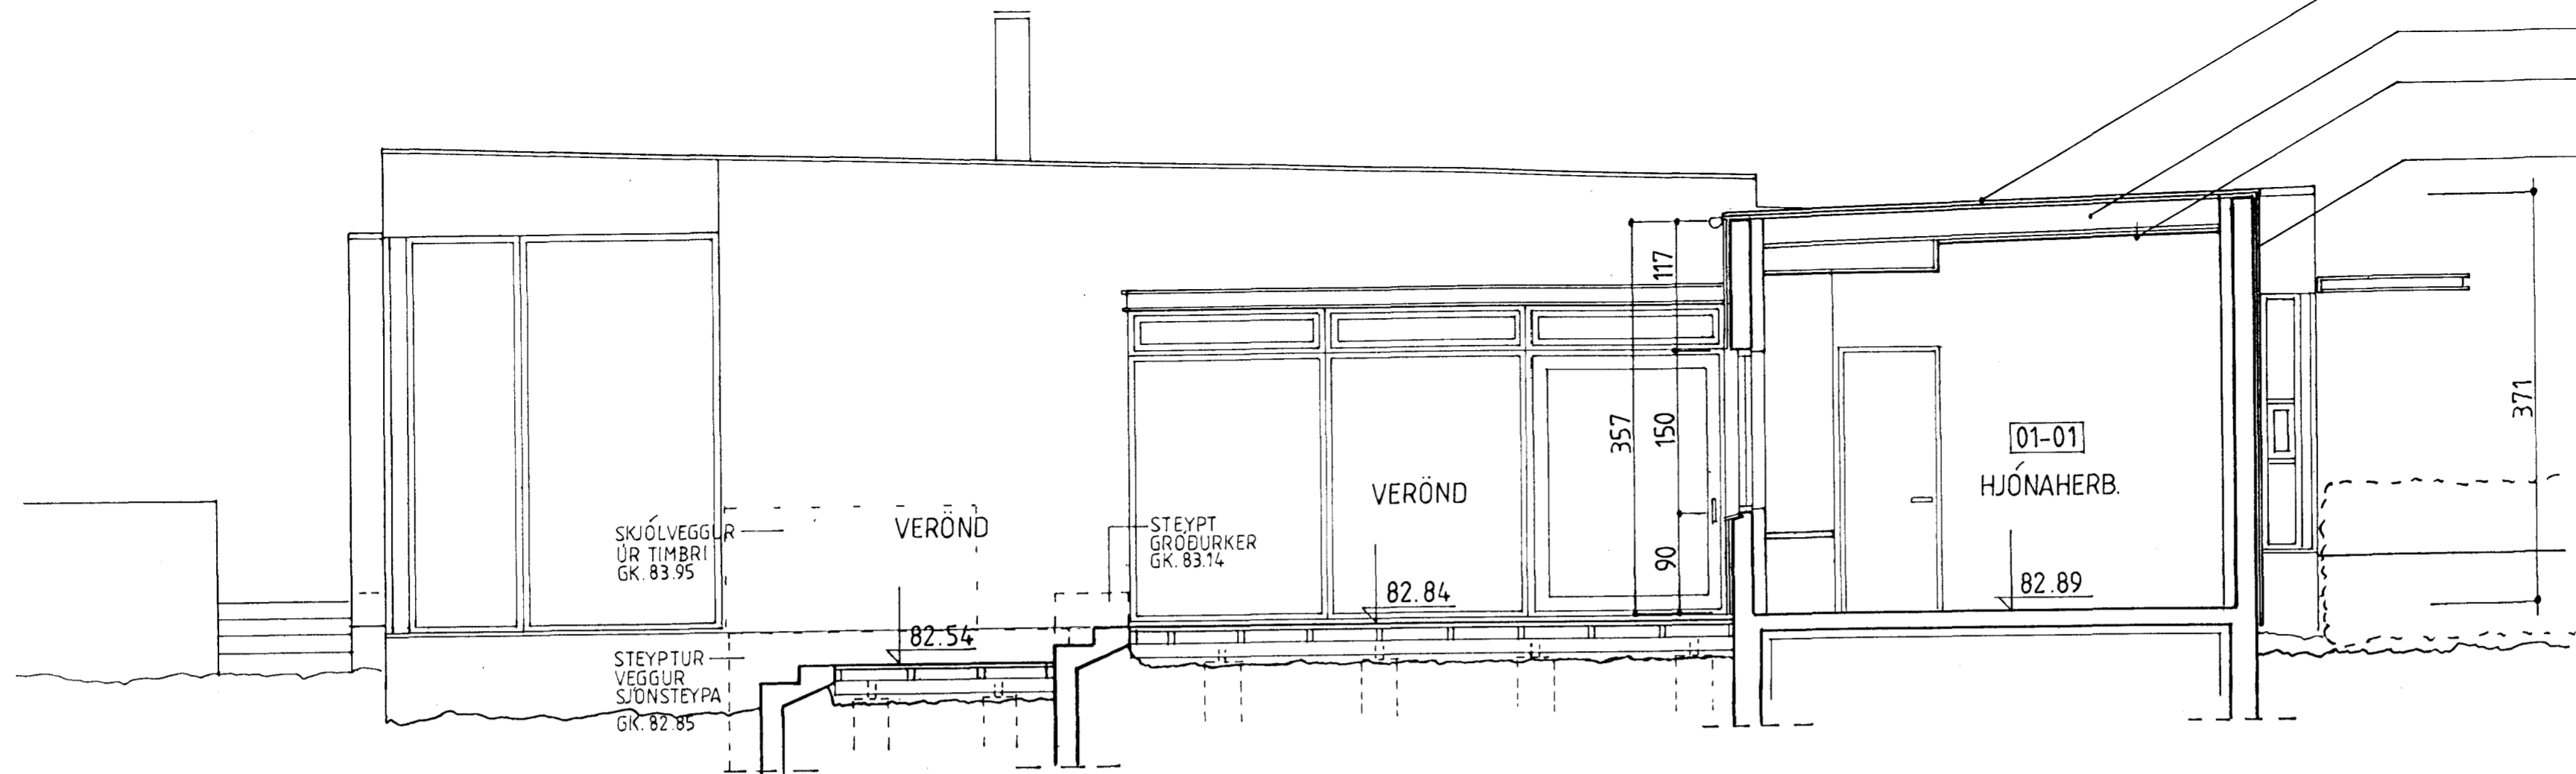 117
357
150
90
371
01-01
HJÓNAHERB.
82.89
VERÖND
82.84
STEYPT
GRÓÐURKER
GK. 83.14
VERÖND
82.54
SKJÓLVEGGUR
ÚR TIMBRI
GK. 83.95
STEYPTUR
VEGGUR
SJÓNSTEYPA
GK. 82.85